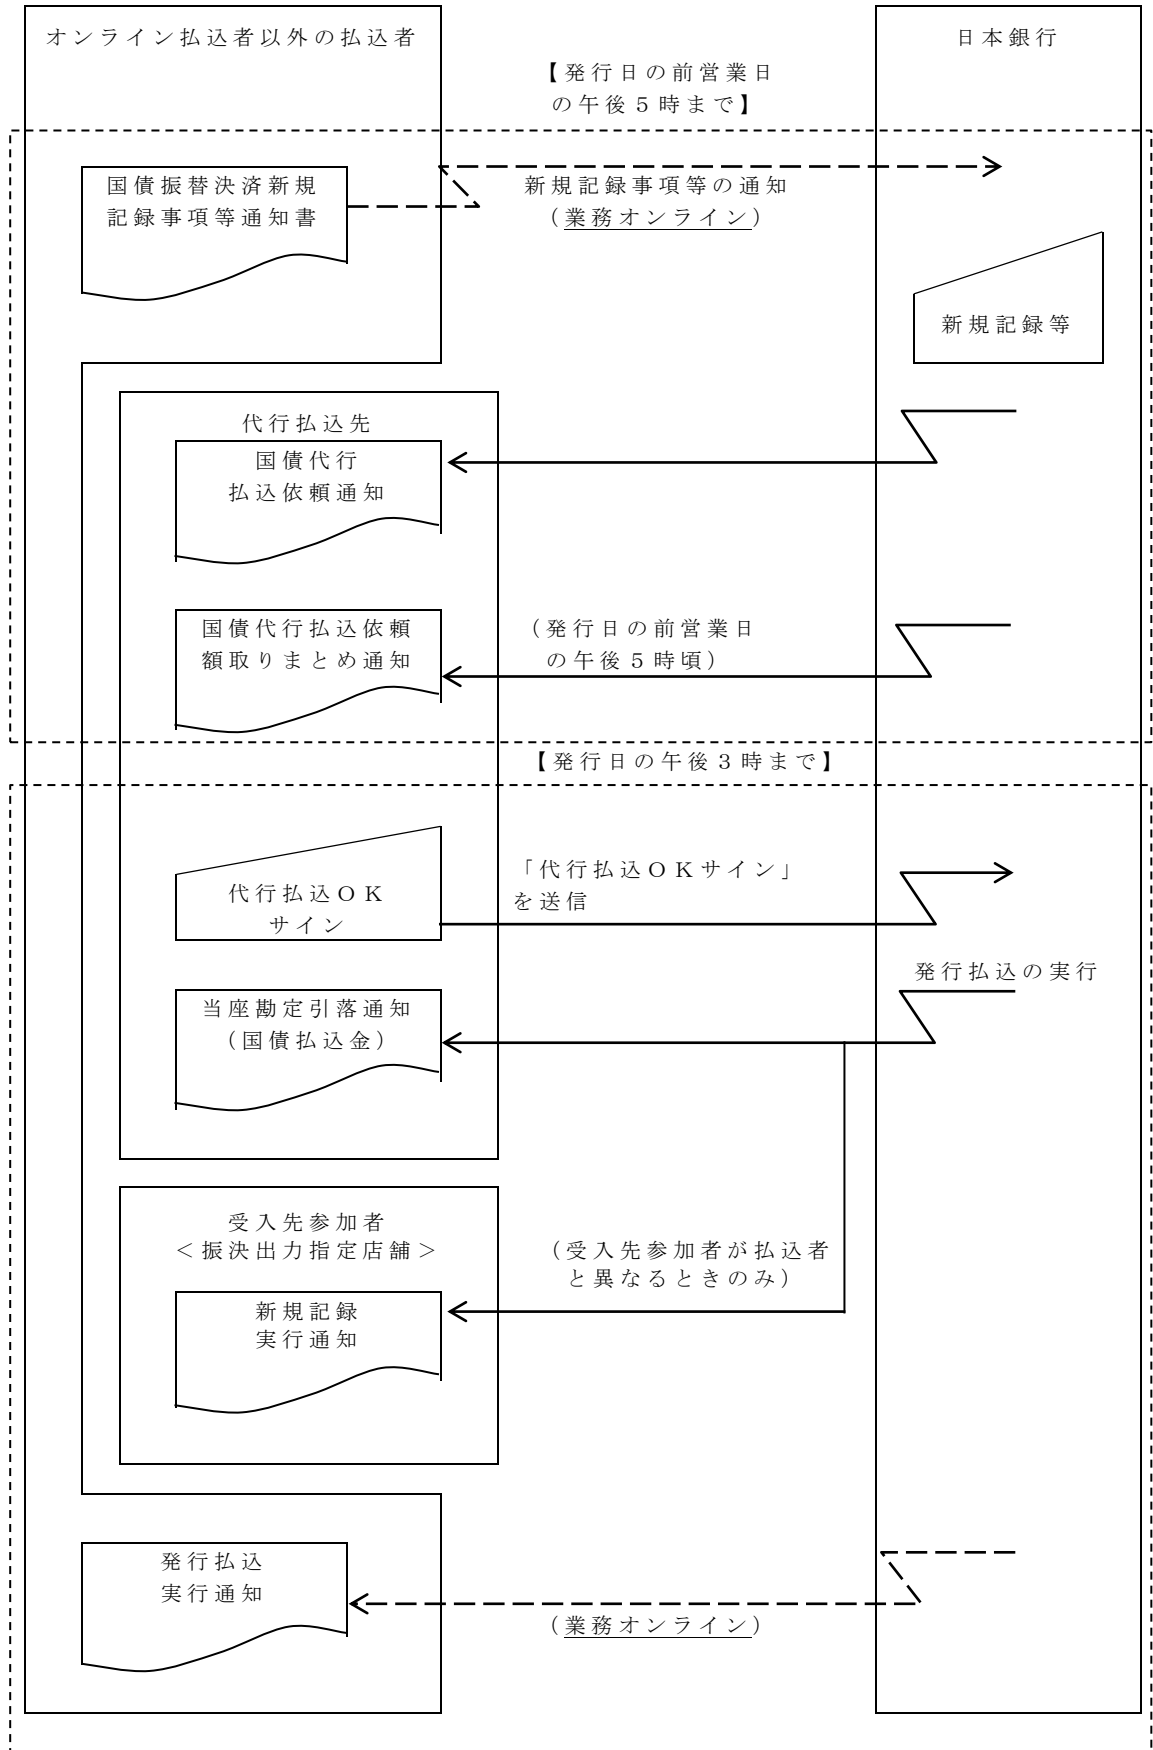 オンライン払込者以外の払込者
日本銀行
【発行日の前営業日
の午後５時まで】
国債振替決済新規
記録事項等通知書
新規記録事項等の通知
（業務オンライン）
新規記録等
代行払込先
国債代行
払込依頼通知
国債代行払込依頼
額取りまとめ通知
（発行日の前営業日
の午後５時頃）
【発行日の午後３時まで】
代行払込ＯＫ
サイン
「代行払込ＯＫサイン」
を送信
発行払込の実行
当座勘定引落通知
（国債払込金）
受入先参加者
＜振決出力指定店舗＞
（受入先参加者が払込者
と異なるときのみ）
新規記録
実行通知
発行払込
実行通知
（業務オンライン）